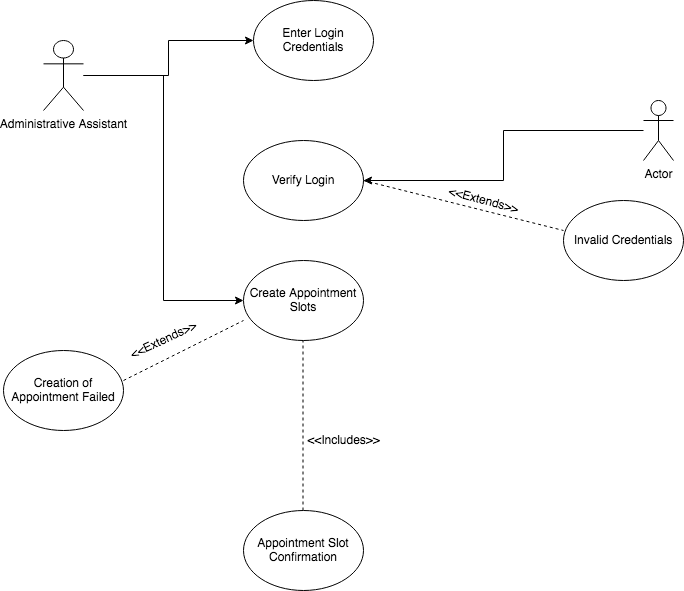 Enter Login
Credentials
Administrative Assistant
Verify Login
Actor
<<Extends>>
Invalid Credentials
Create Appointment
Slots
<<Extends>>
Creation of
Appointment Failed
<<Includes>>
Appointment Slot
Confirmation